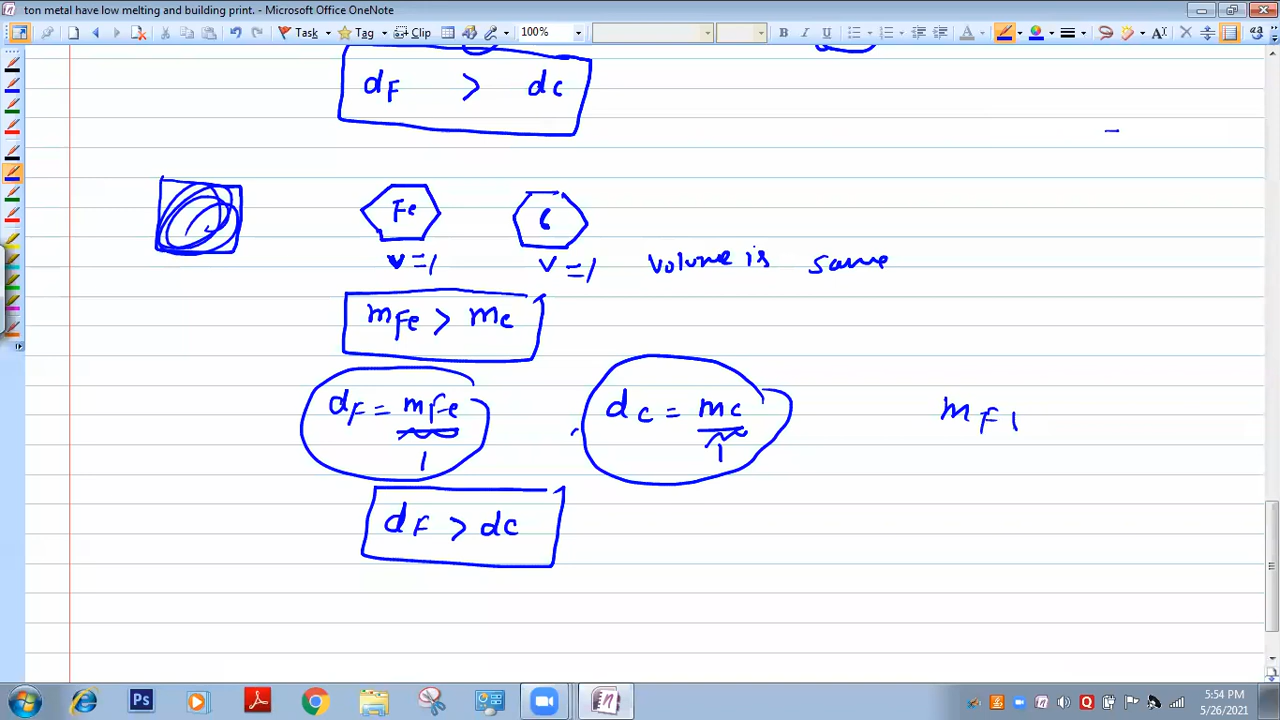 ton metal have low melting and building print. - Microsoft Office OneNote
Task Tag Clip 100% B I U A
dF > dc
Fe 6
v=1 v=1 volume is same
mFe > mc
dF = mFe/1 dc = mc/1 mF1
dF > dc
Ps
5:54 PM
5/26/2021